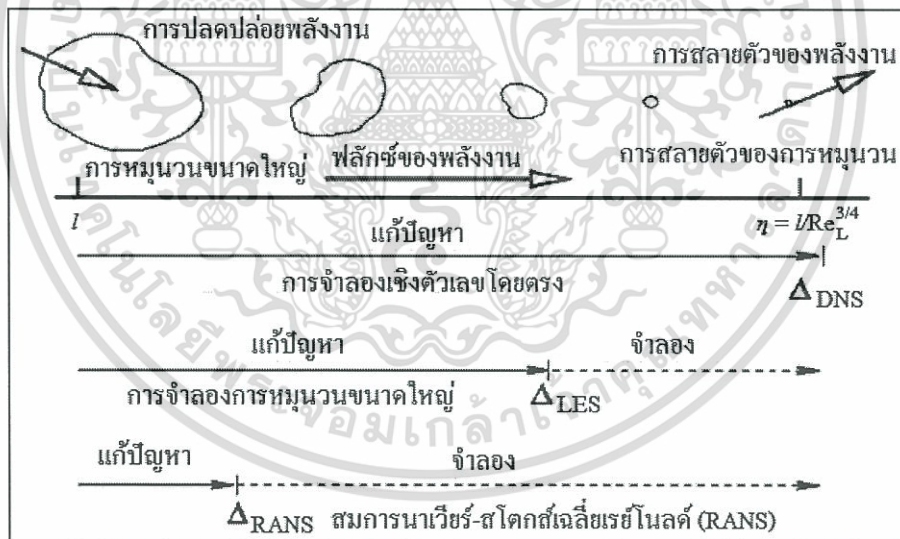 การปลดปล่อยพลังงาน
การสลายตัวของพลังงาน
การหมุนวนขนาดใหญ่ ฟลักซ์ของพลังงาน การสลายตัวของการหมุนวน
l η = l/Re_L^{3/4}
แก้ปัญหา
การจำลองเชิงตัวเลขโดยตรง Δ_DNS
แก้ปัญหา จำลอง
การจำลองการหมุนวนขนาดใหญ่ Δ_LES
แก้ปัญหา จำลอง
Δ_RANS สมการนาเวียร์-สโตกส์เฉลี่ยเรย์โนลด์ (RANS)